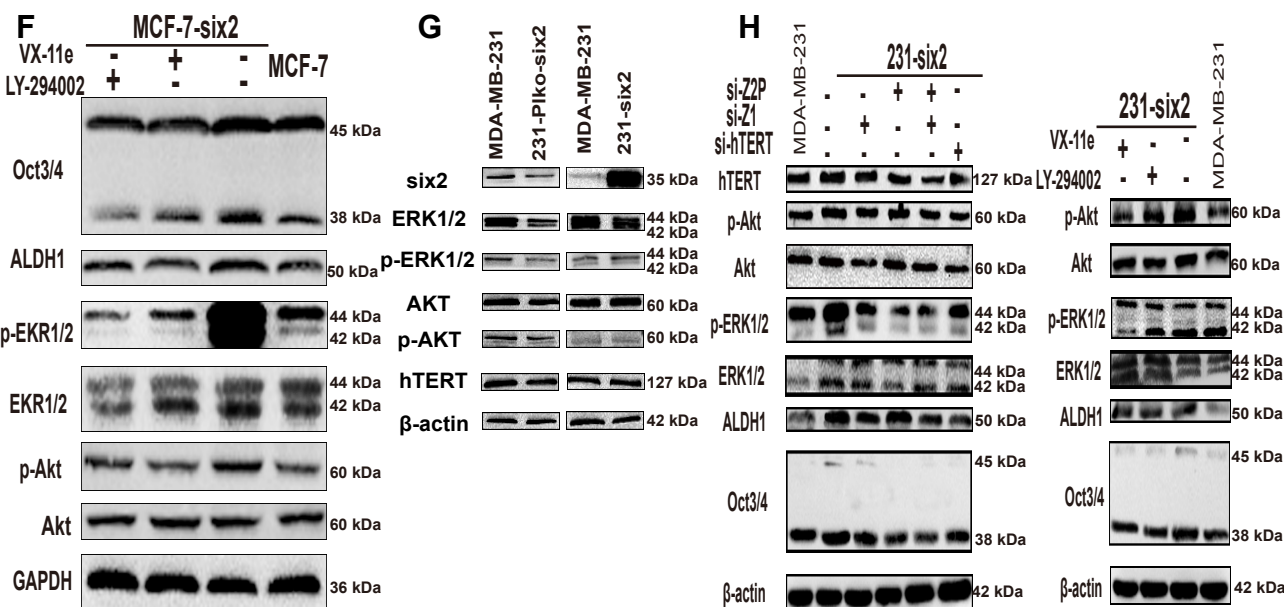 F
MCF-7-six2
VX-11e - + - MCF-7
LY-294002 + - -
Oct3/4
45 kDa
38 kDa
ALDH1
50 kDa
p-EKR1/2
44 kDa
42 kDa
EKR1/2
44 kDa
42 kDa
p-Akt
60 kDa
Akt
60 kDa
GAPDH
36 kDa
G
MDA-MB-231
231-Plko-six2
MDA-MB-231
231-six2
six2
35 kDa
ERK1/2
44 kDa
42 kDa
p-ERK1/2
44 kDa
42 kDa
AKT
60 kDa
p-AKT
60 kDa
hTERT
127 kDa
β-actin
42 kDa
H
MDA-MB-231
231-six2
si-Z2P - - + + -
si-Z1 - + - + -
si-hTERT - - - - +
hTERT
127 kDa
p-Akt
60 kDa
Akt
60 kDa
p-ERK1/2
44 kDa
42 kDa
ERK1/2
44 kDa
42 kDa
ALDH1
50 kDa
Oct3/4
45 kDa
38 kDa
β-actin
42 kDa
231-six2
MDA-MB-231
VX-11e + - -
LY-294002 - + -
p-Akt
60 kDa
Akt
60 kDa
p-ERK1/2
44 kDa
42 kDa
ERK1/2
44 kDa
42 kDa
ALDH1
50 kDa
Oct3/4
45 kDa
38 kDa
β-actin
42 kDa